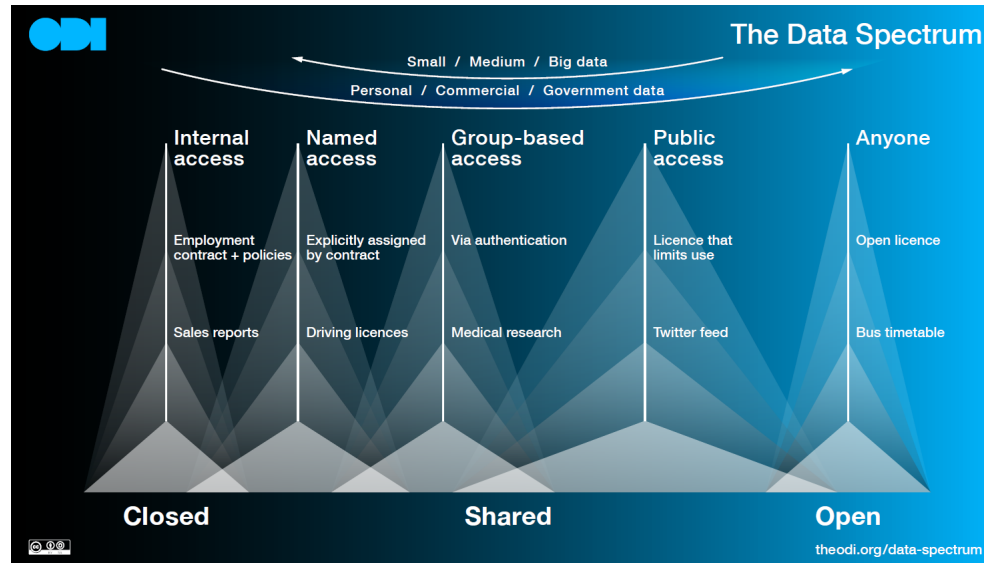 ODI
The Data Spectrum
Small / Medium / Big data
Personal / Commercial / Government data
Internal
access
Named
access
Group-based
access
Public
access
Anyone
Employment
contract + policies
Explicitly assigned
by contract
Via authentication
Licence that
limits use
Open licence
Sales reports
Driving licences
Medical research
Twitter feed
Bus timetable
Closed
Shared
Open
cc
theodi.org/data-spectrum